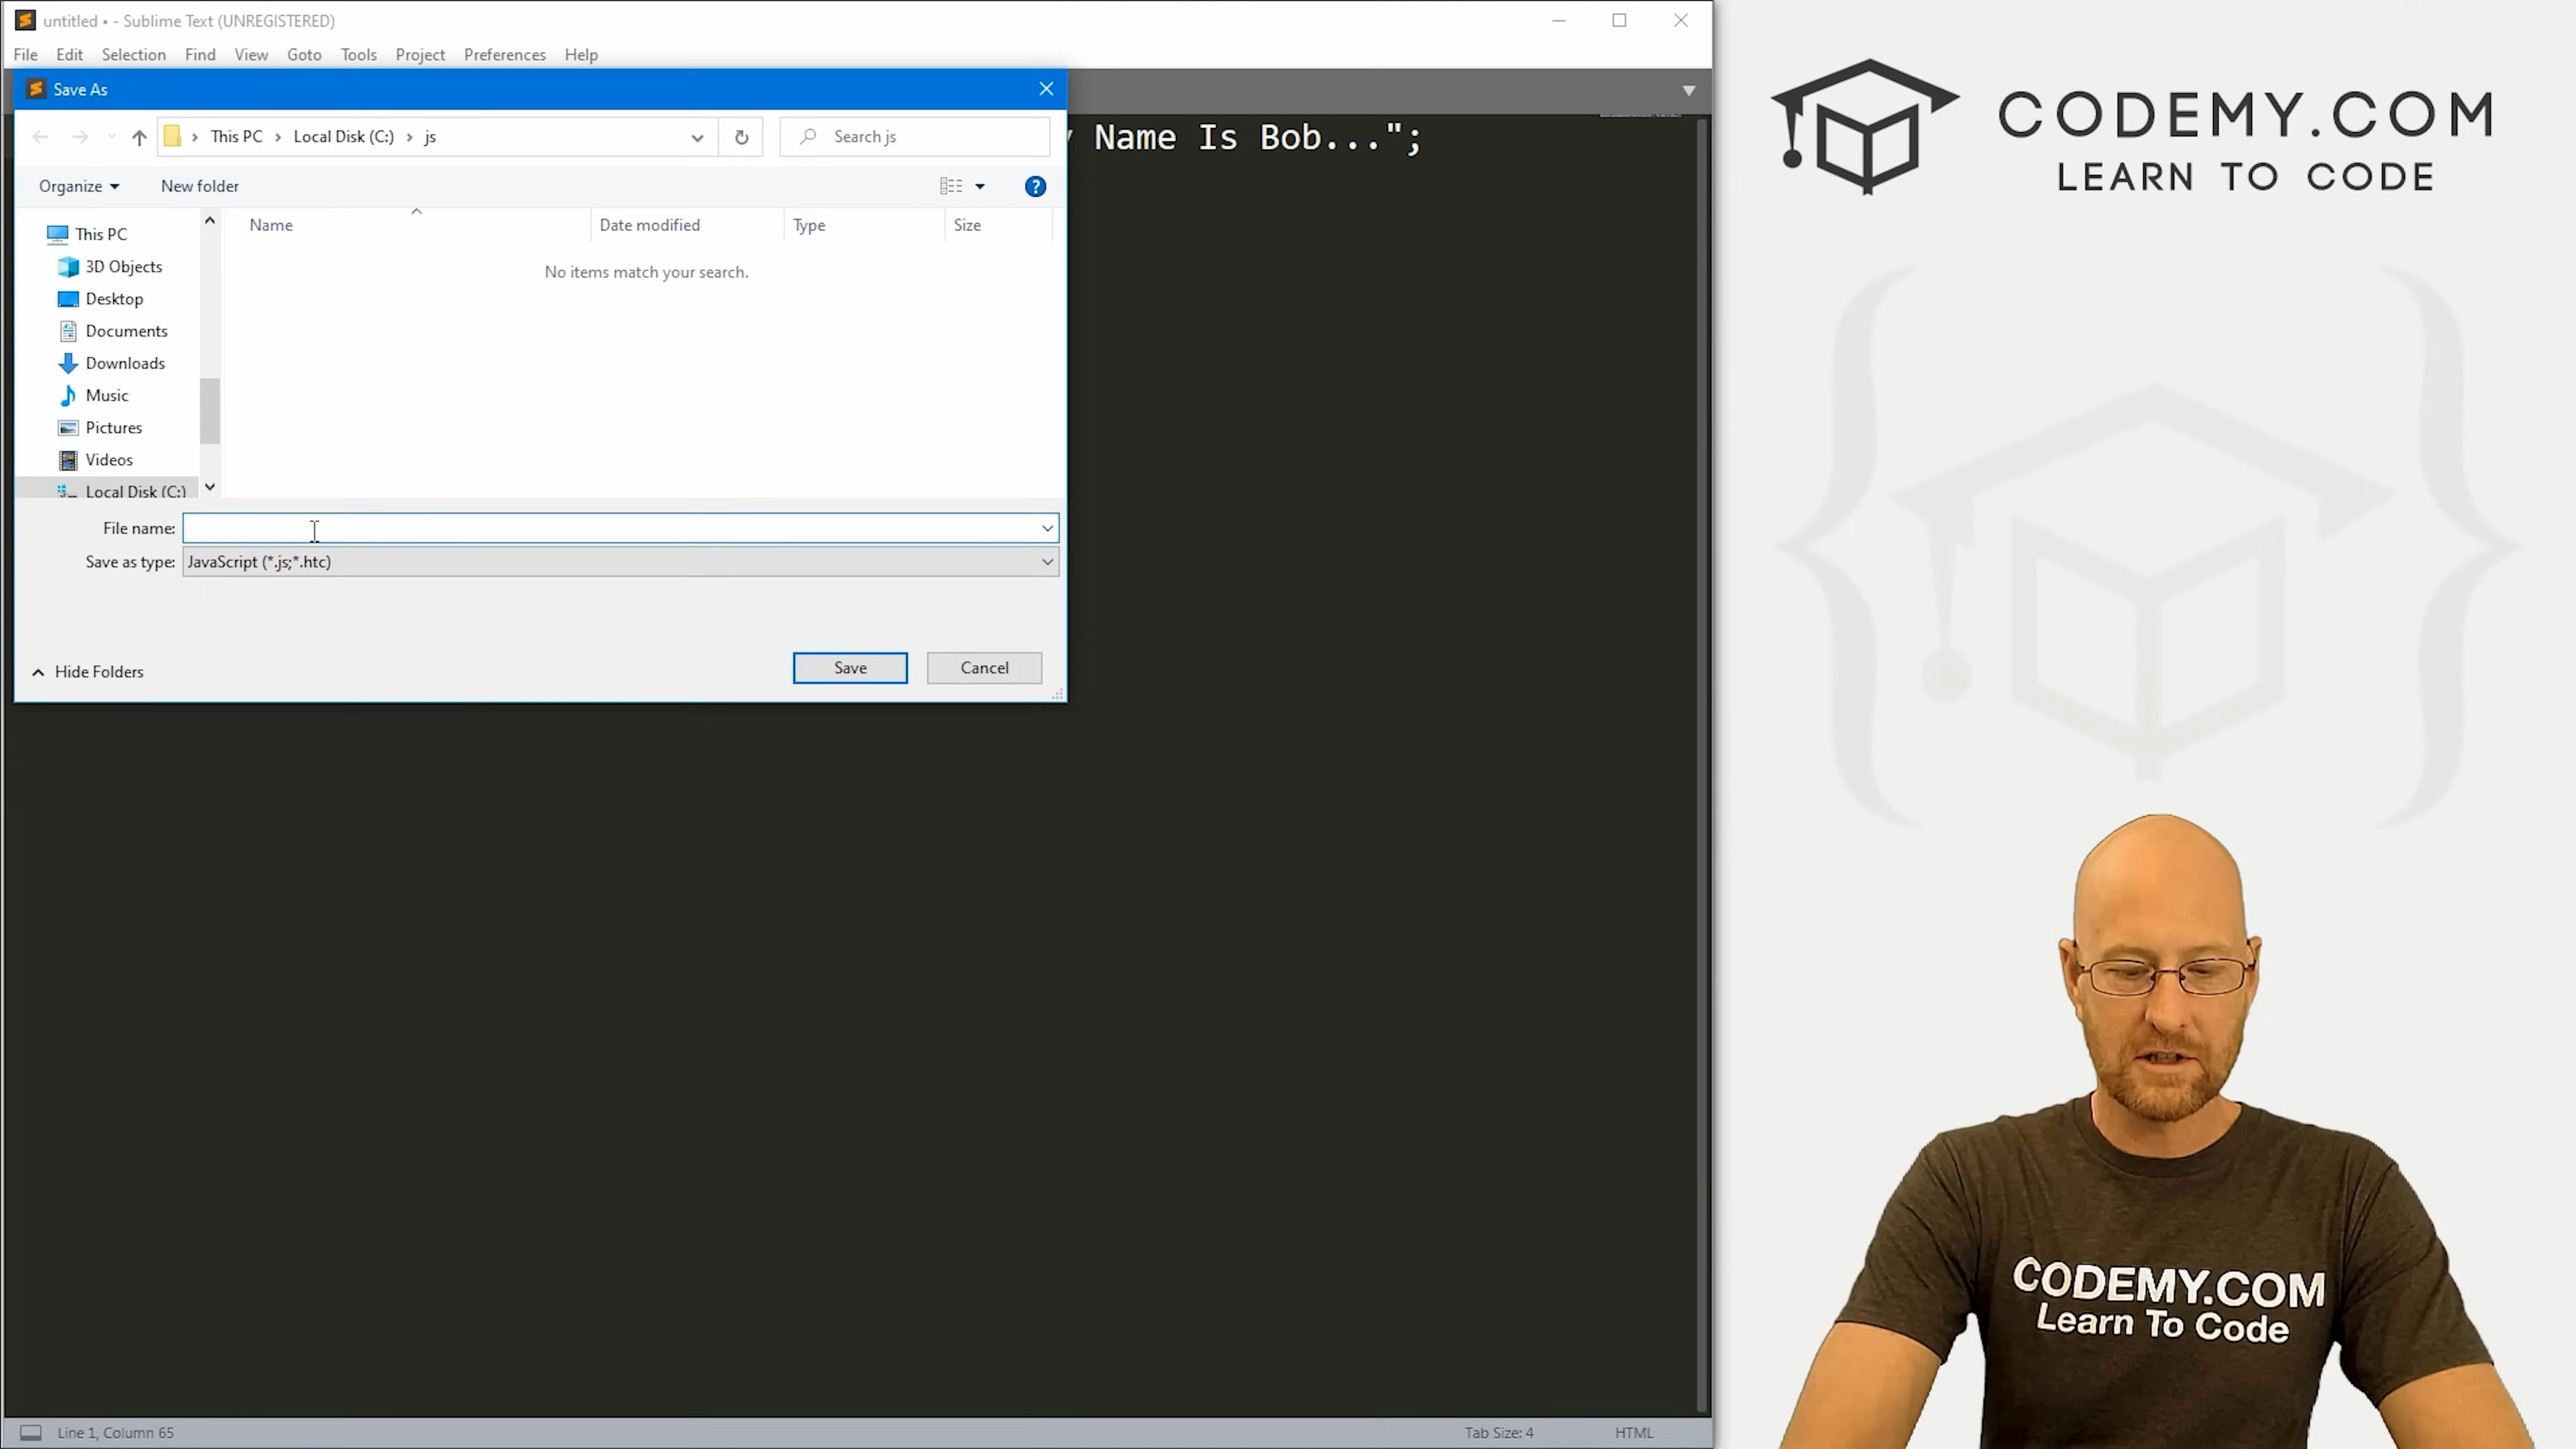 untitled • - Sublime Text (UNREGISTERED)
File Edit Selection Find View Goto Tools Project Preferences Help
Save As
This PC > Local Disk (C:) > js
Search js
Organize New folder
?
Name Date modified Type Size
No items match your search.
This PC
3D Objects
Desktop
Documents
Downloads
Music
Pictures
Videos
Local Disk (C:)
File name:
Save as type: JavaScript (*.js;*.htc)
Hide Folders
Save Cancel
Name Is Bob...";
Line 1, Column 65
Tab Size: 4 HTML
CODEMY.COM
LEARN TO CODE
CODEMY.COM
Learn To Code